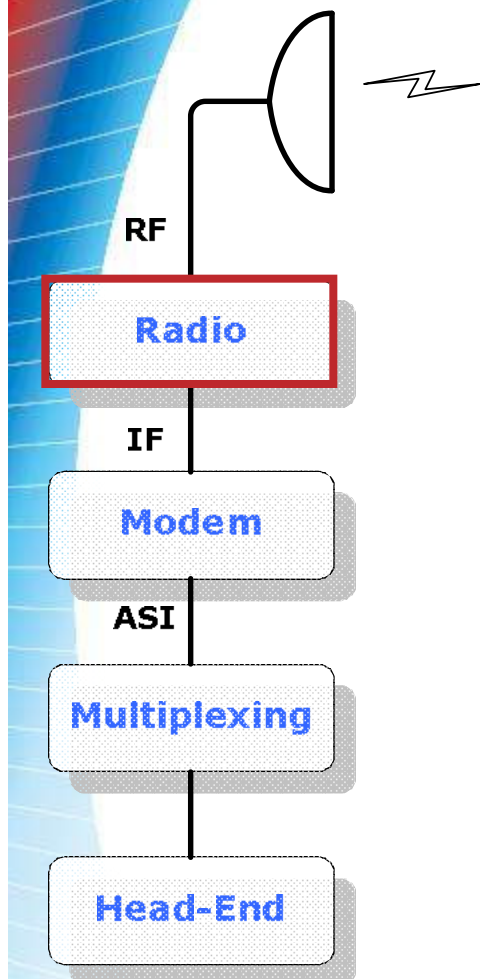 RF
Radio
IF
Modem
ASI
Multiplexing
Head-End